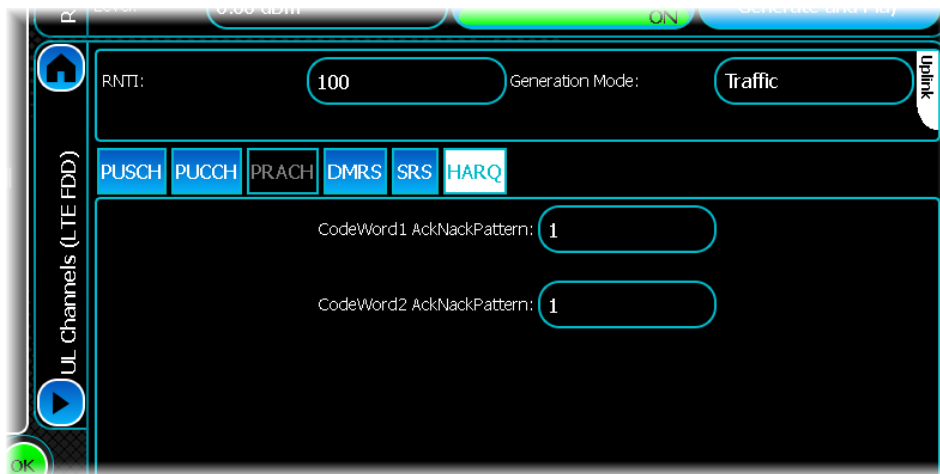 ON
RNTI: 100 Generation Mode: Traffic
Uplink
PUSCH PUCCH PRACH DMRS SRS HARQ
UL Channels (LTE FDD)
CodeWord1 AckNackPattern: 1
CodeWord2 AckNackPattern: 1
OK